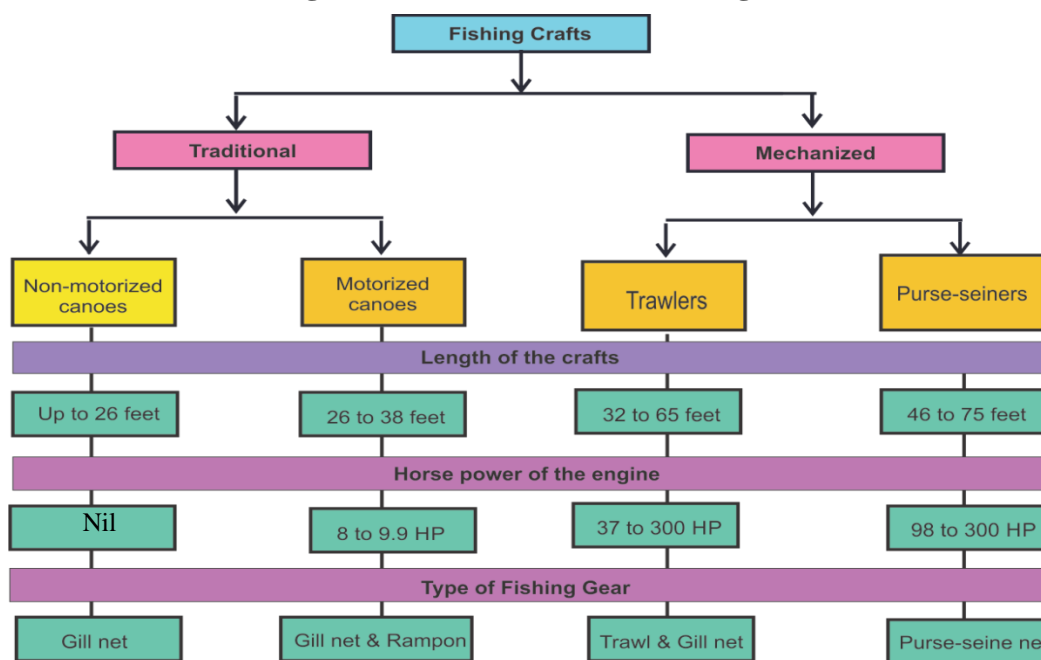 Fishing Crafts
Traditional
Mechanized
Non-motorized
canoes
Motorized
canoes
Trawlers
Purse-seiners
Length of the crafts
Up to 26 feet
26 to 38 feet
32 to 65 feet
46 to 75 feet
Horse power of the engine
Nil
8 to 9.9 HP
37 to 300 HP
98 to 300 HP
Type of Fishing Gear
Gill net
Gill net & Rampon
Trawl & Gill net
Purse-seine ne